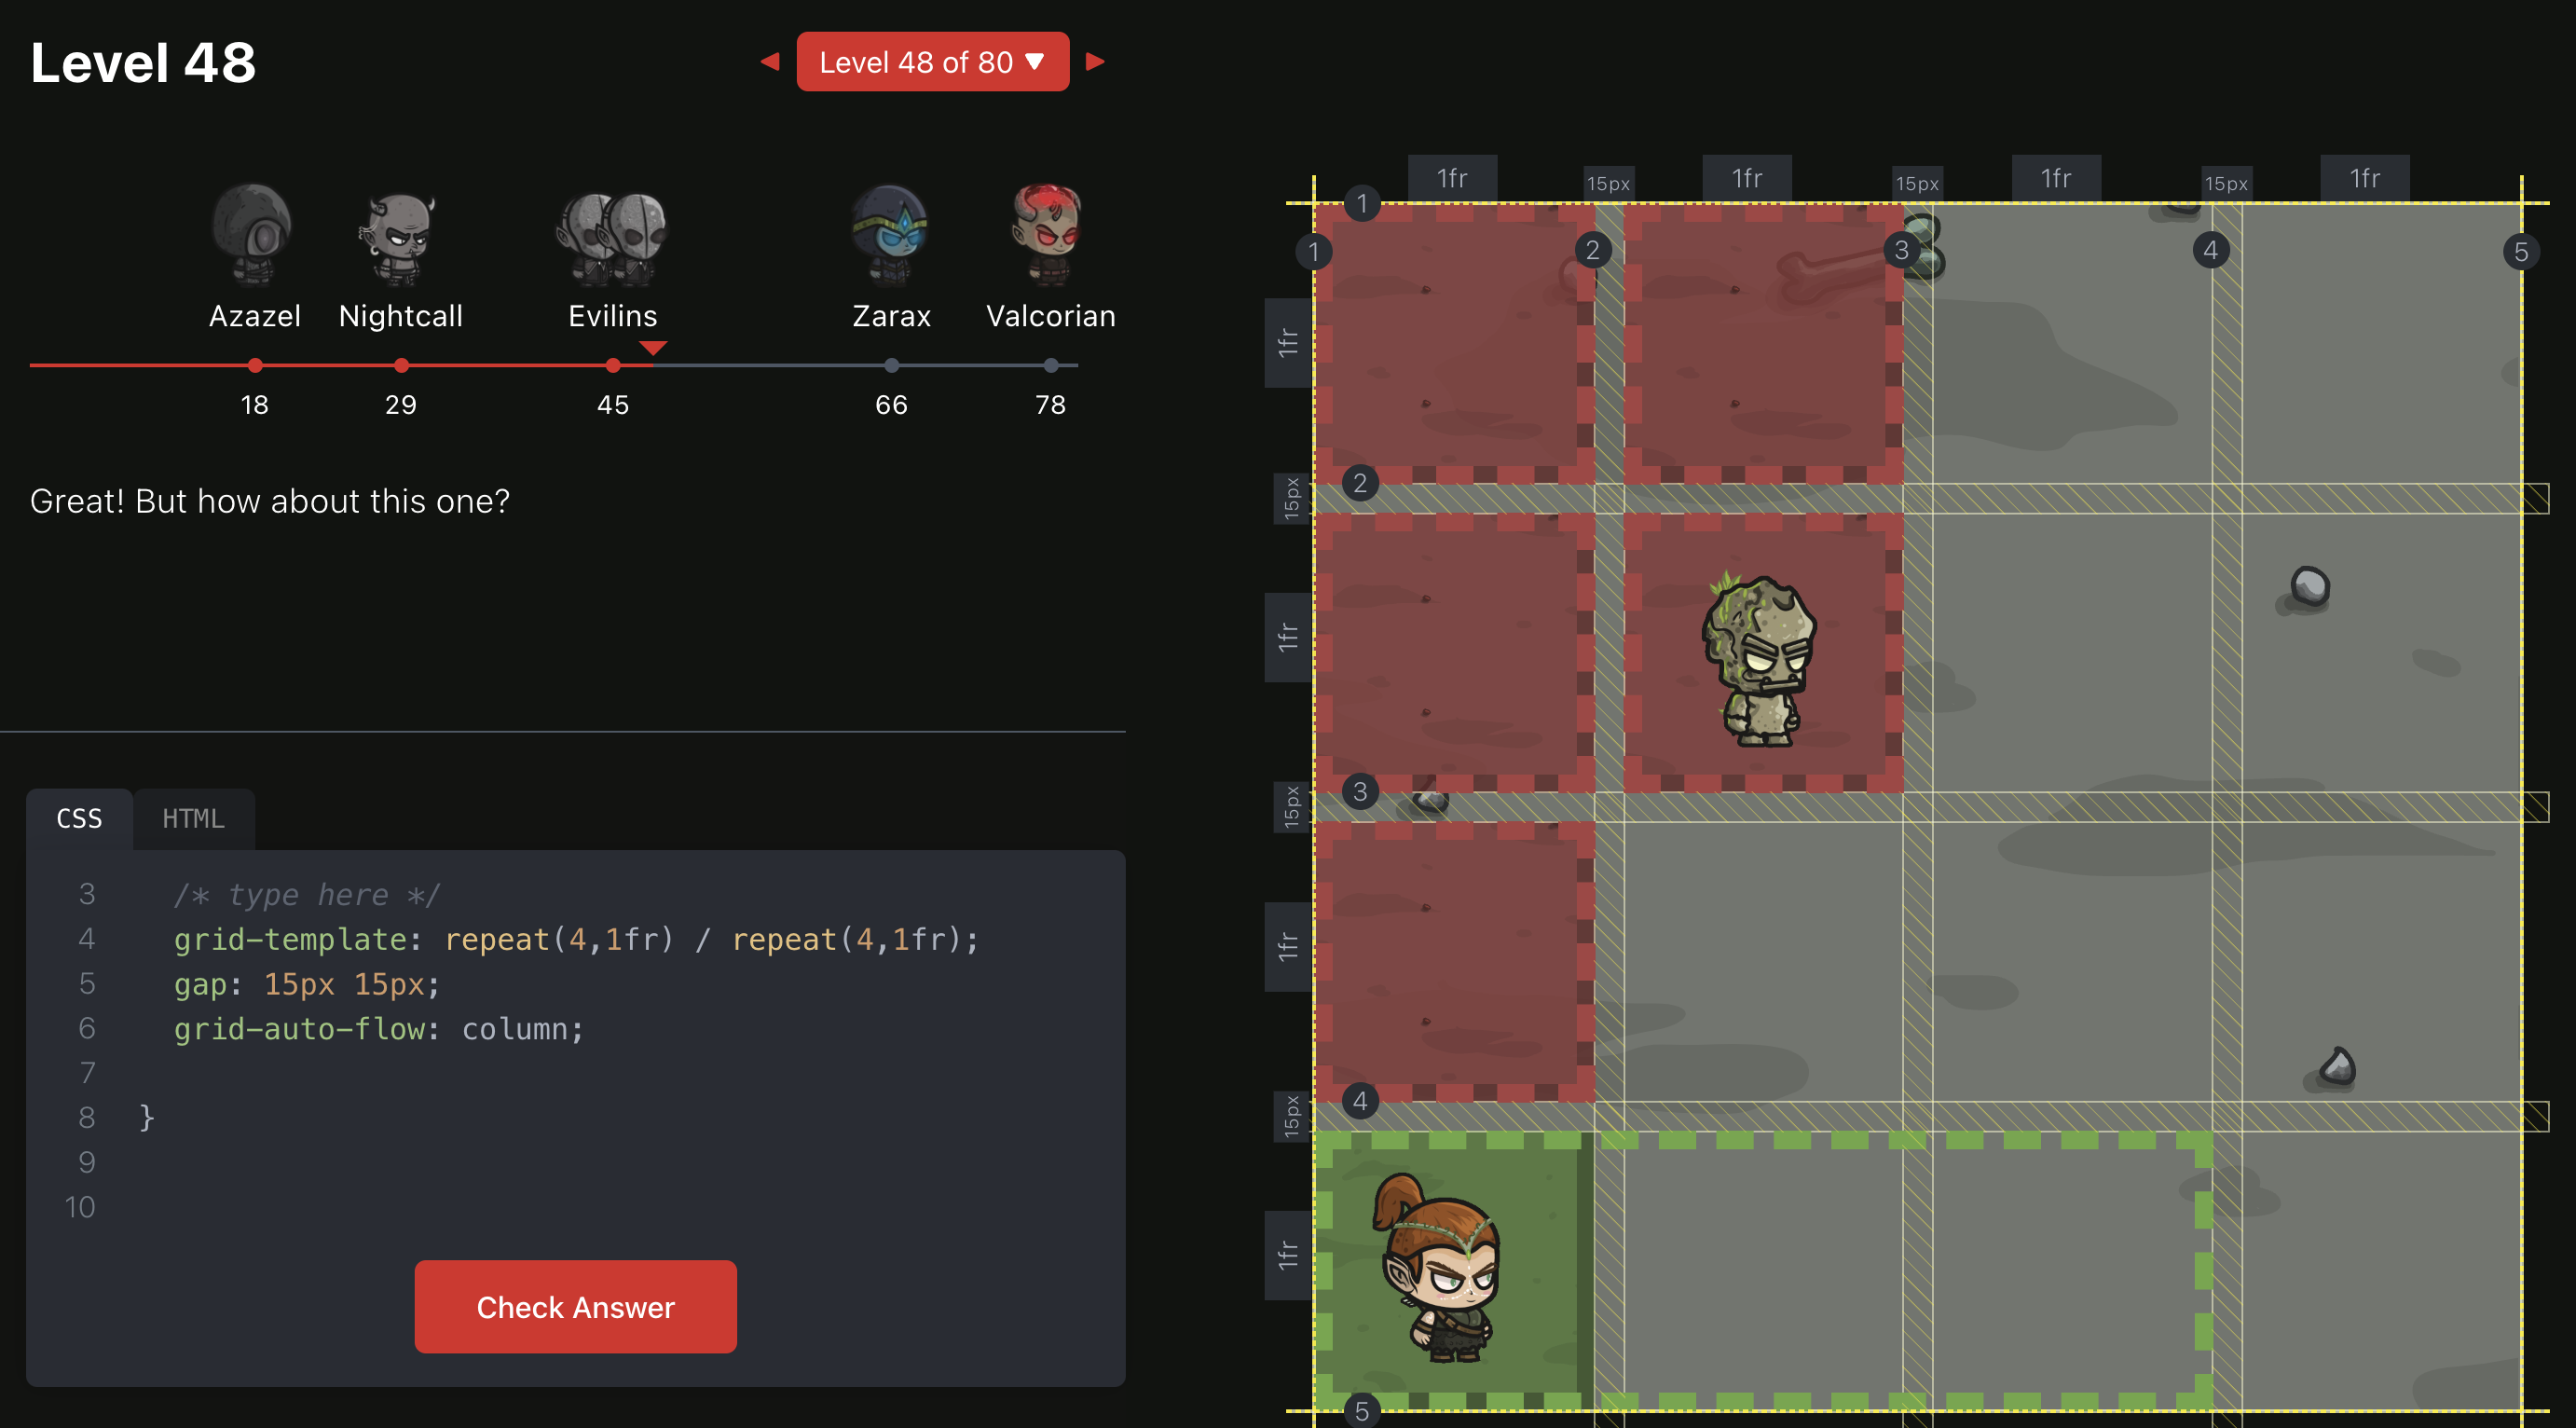 Level 48
Level 48 of 80 ▼
Azazel Nightcall Evilins Zarax Valcorian
18 29 45 66 78
Great! But how about this one?
CSS HTML
3 /* type here */
4 grid-template: repeat(4,1fr) / repeat(4,1fr);
5 gap: 15px 15px;
6 grid-auto-flow: column;
7
8 }
9
10
Check Answer
1fr 15px 1fr 15px 1fr 15px 1fr
1
1 2 3 4 5
1fr
2
15px
1fr
3
15px
1fr
4
15px
1fr
5